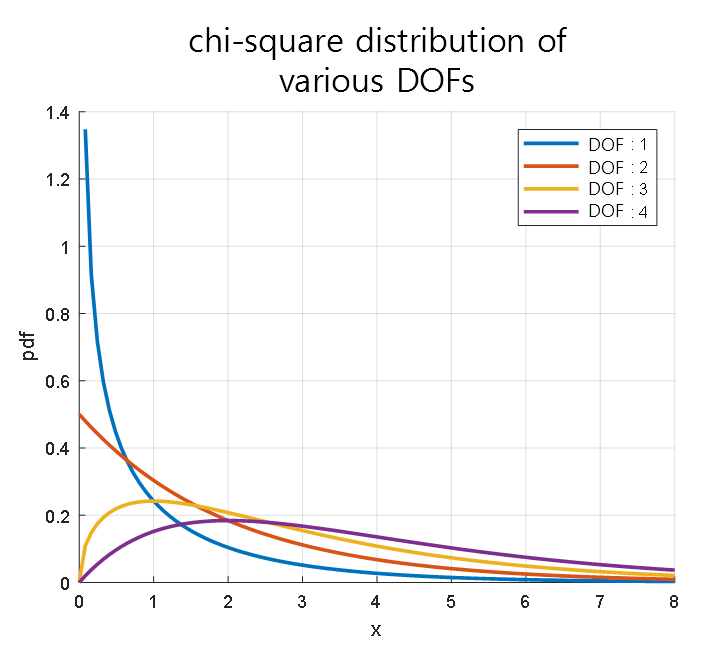 chi-square distribution of
various DOFs
1.4
1.2
1
0.8
0.6
0.4
0.2
0
pdf
DOF : 1
DOF : 2
DOF : 3
DOF : 4
0 1 2 3 4 5 6 7 8
x